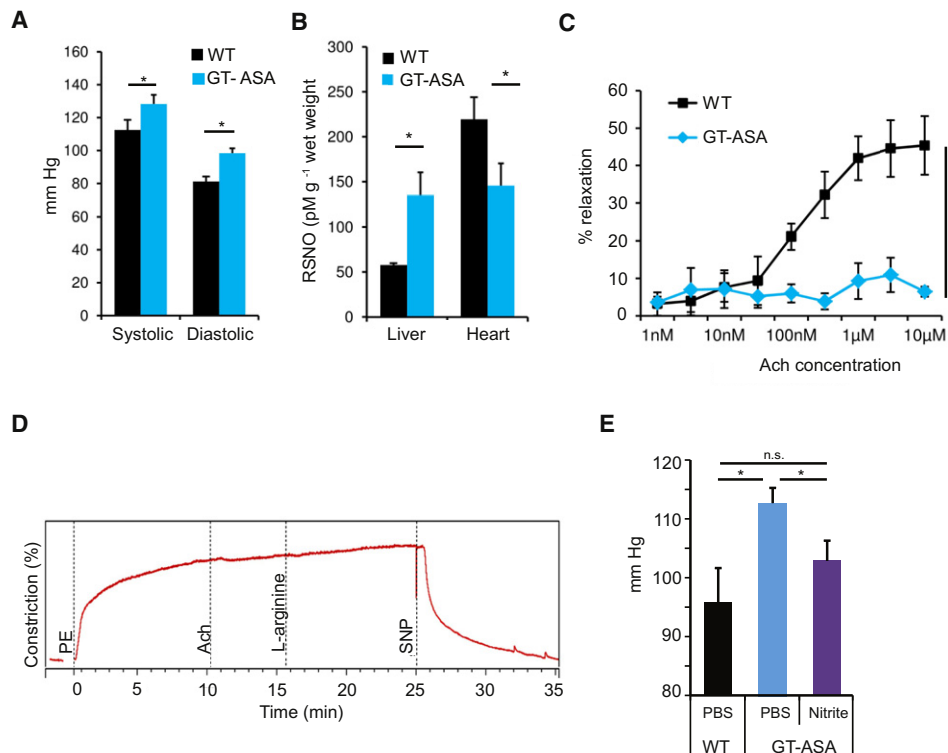 A
mm Hg
160
140
120
100
80
60
40
20
0
WT
GT- ASA
*
*
Systolic
Diastolic
B
RSNO (pM g -1 wet weight)
300
250
200
150
100
50
0
WT
GT-ASA
*
*
Liver
Heart
C
% relaxation
60
50
40
30
20
10
0
WT
GT-ASA
1nM
10nM
100nM
1µM
10µM
Ach concentration
D
Constriction (%)
PE
Ach
L-arginine
SNP
0
5
10
15
20
25
30
35
Time (min)
E
mm Hg
120
110
100
90
80
n.s.
*
*
PBS
PBS
Nitrite
WT
GT-ASA